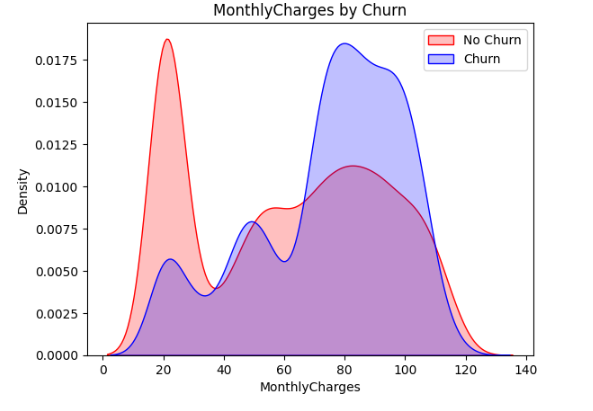 MonthlyCharges by Churn
No Churn
Churn
0.0175
0.0150
0.0125
0.0100
0.0075
0.0050
0.0025
0.0000
Density
0 20 40 60 80 100 120 140
MonthlyCharges